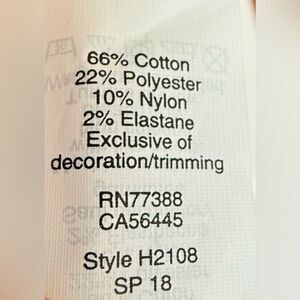 66% Cotton
22% Polyester
10% Nylon
2% Elastane
Exclusive of
decoration/trimming
RN77388
CA56445
Style H2108
SP 18